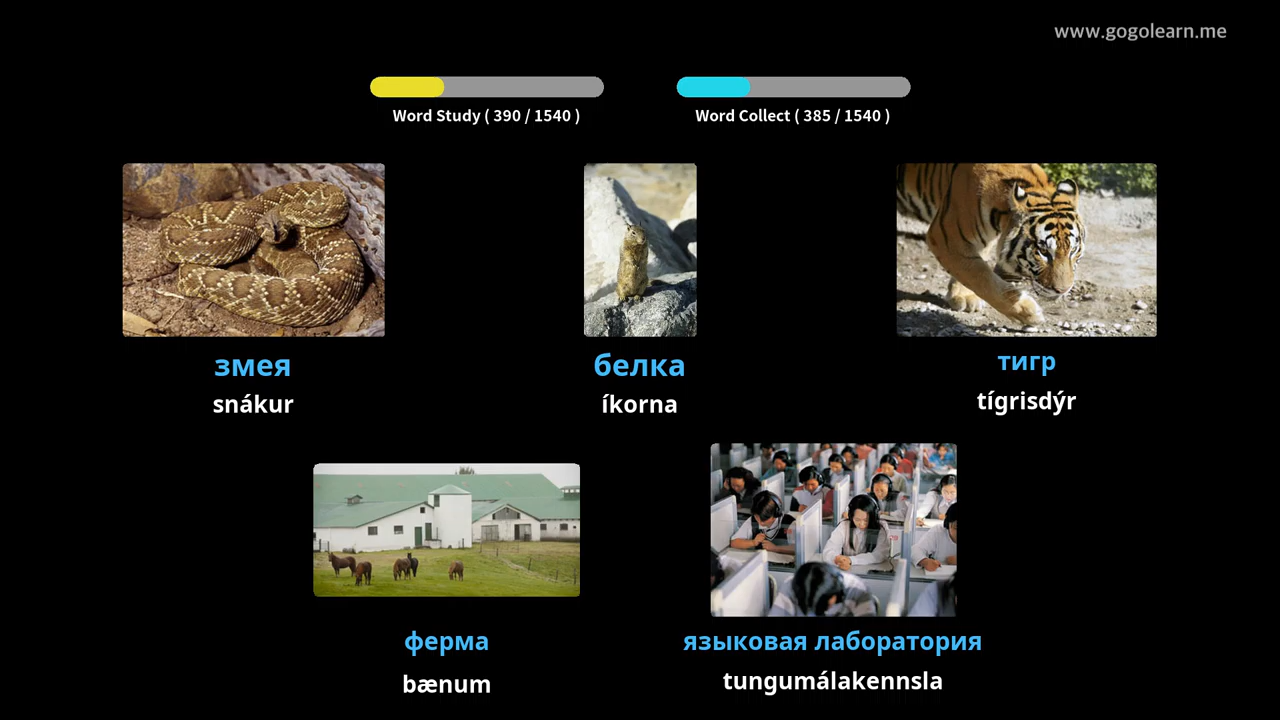 www.gogolearn.me
Word Study ( 390 / 1540 )
Word Collect ( 385 / 1540 )
змея
snákur
белка
íkorna
тигр
tígrisdýr
ферма
bænum
языковая лаборатория
tungumálakennsla